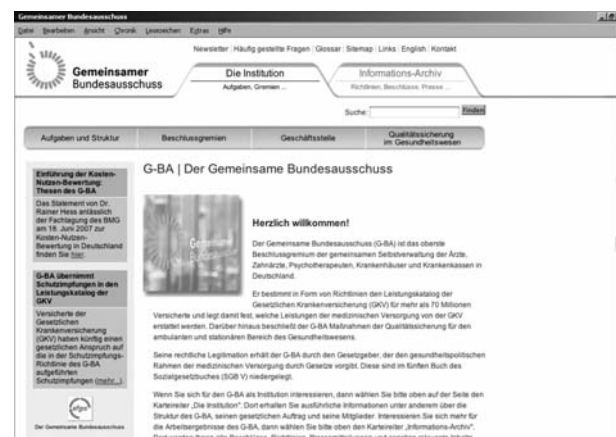 Gemeinsamer Bundesausschuss
Datei Bearbeiten Ansicht Chronik Lesezeichen Extras Hilfe
Newsletter | Häufig gestellte Fragen | Glossar | Sitemap | Links | English | Kontakt
Gemeinsamer
Bundesausschuss
Die Institution
Aufgaben, Gremien ...
Informations-Archiv
Richtlinien, Beschlüsse, Presse ...
Suche:
Finden
Aufgaben und Struktur
Beschlussgremien
Geschäftsstelle
Qualitätssicherung
im Gesundheitswesen
Einführung der Kosten-
Nutzen-Bewertung:
Thesen des G-BA
Das Statement von Dr.
Rainer Hess anlässlich
der Fachtagung des BMG
am 18. Juni 2007 zur
Kosten-Nutzen-
Bewertung in Deutschland
finden Sie hier.
G-BA übernimmt
Schutzimpfungen in den
Leistungskatalog der
GKV
Versicherte der
Gesetzlichen
Krankenversicherung
(GKV) haben künftig einen
gesetzlichen Anspruch auf
die in der Schutzimpfungs-
Richtlinie des G-BA
aufgeführten
Schutzimpfungen (mehr...).
afgis
Der Gemeinsame Bundesausschuss
G-BA | Der Gemeinsame Bundesausschuss
Gemeinsamer
Herzlich willkommen!
Der Gemeinsame Bundesausschuss (G-BA) ist das oberste
Beschlussgremium der gemeinsamen Selbstverwaltung der Ärzte,
Zahnärzte, Psychotherapeuten, Krankenhäuser und Krankenkassen in
Deutschland.
Er bestimmt in Form von Richtlinien den Leistungskatalog der
Gesetzlichen Krankenversicherung (GKV) für mehr als 70 Millionen
Versicherte und legt damit fest, welche Leistungen der medizinischen Versorgung von der GKV
erstattet werden. Darüber hinaus beschließt der G-BA Maßnahmen der Qualitätssicherung für den
ambulanten und stationären Bereich des Gesundheitswesens.
Seine rechtliche Legitimation erhält der G-BA durch den Gesetzgeber, der den gesundheitspolitischen
Rahmen der medizinischen Versorgung durch Gesetze vorgibt. Diese sind im fünften Buch des
Sozialgesetzbuches (SGB V) niedergelegt.
Wenn Sie sich für den G-BA als Institution interessieren, dann wählen Sie bitte oben auf der Seite den
Karteireiter „Die Institution". Dort erhalten Sie ausführliche Informationen unter anderem über die
Struktur des G-BA, seinen gesetzlichen Auftrag und seine Mitglieder. Interessieren Sie sich mehr für
die Arbeitsergebnisse des G-BA, dann wählen Sie bitte oben den Karteireiter „Informations-Archiv".